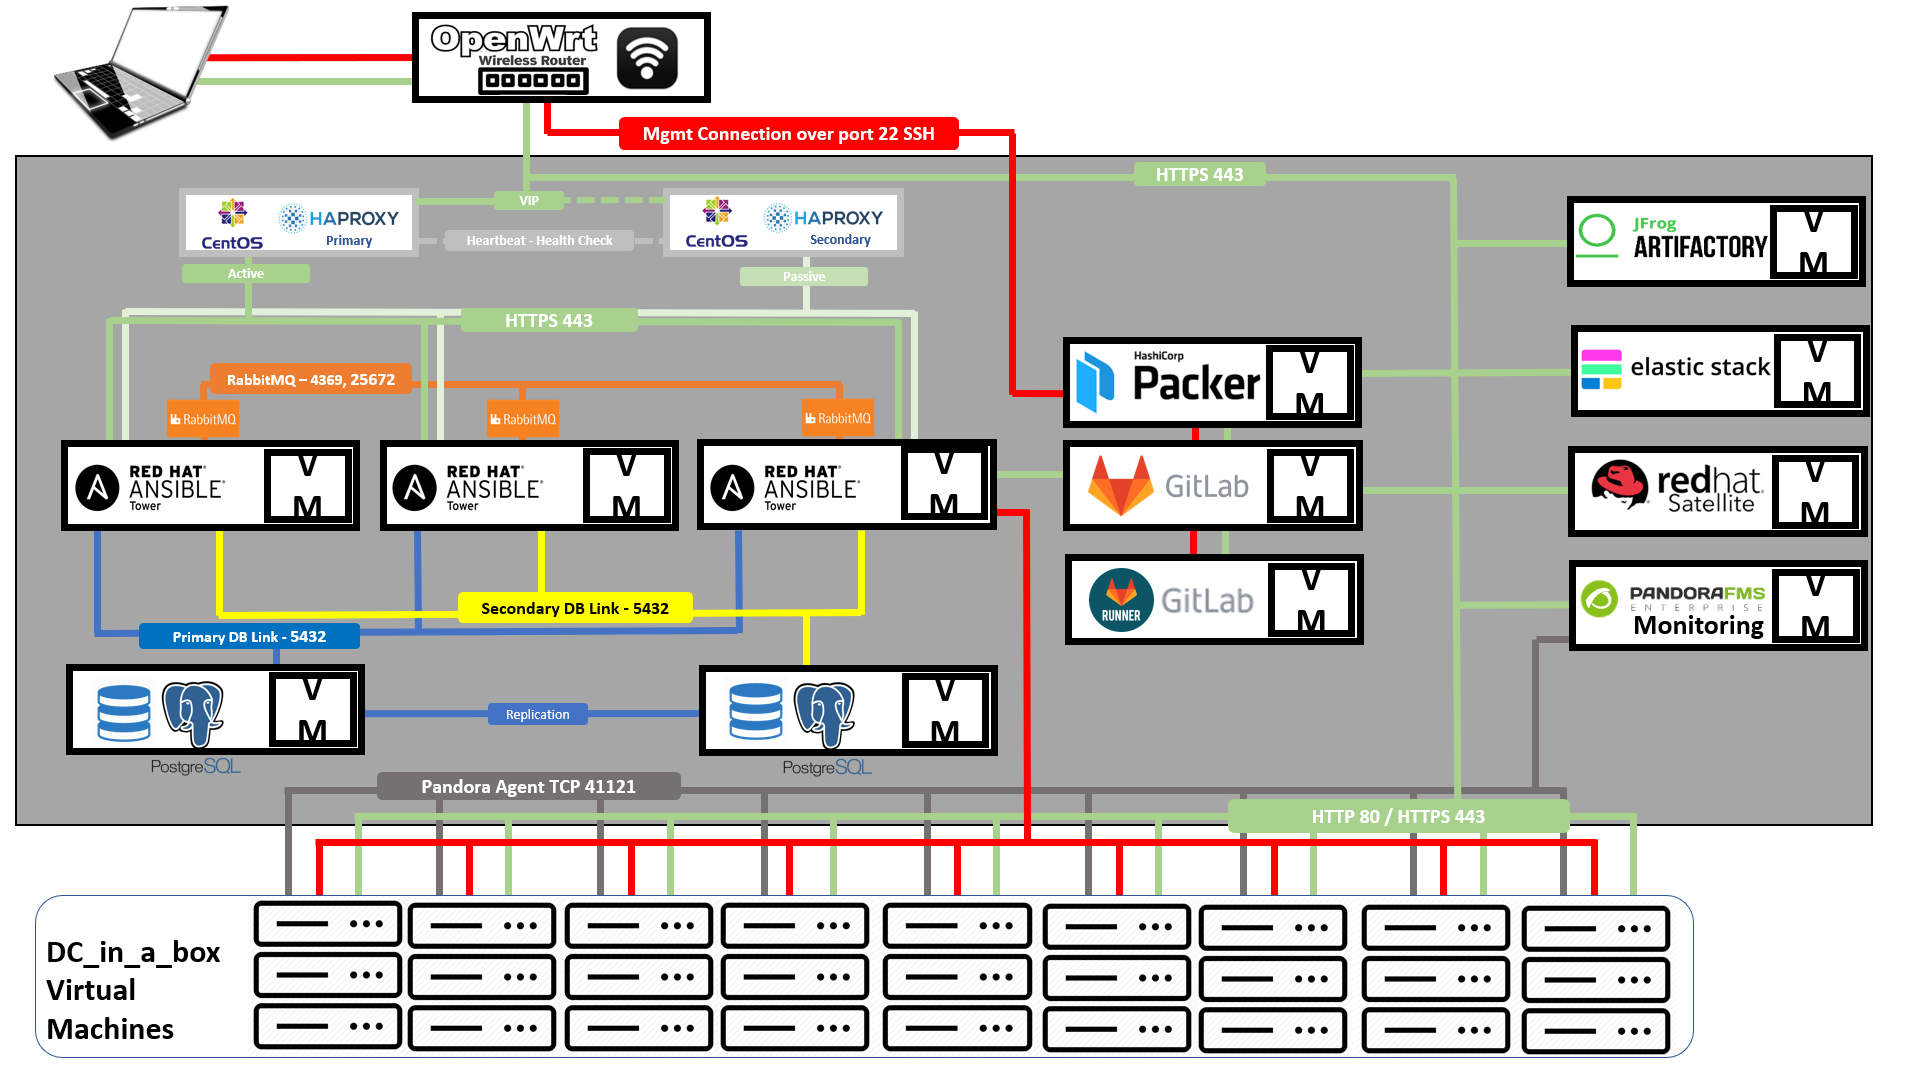 OpenWrt
Wireless Router
Mgmt Connection over port 22 SSH
HTTPS 443
VIP
CentOS
HAPROXY
Primary
Heartbeat - Health Check
CentOS
HAPROXY
Secondary
Active
Passive
HTTPS 443
RabbitMQ – 4369, 25672
RabbitMQ
RabbitMQ
RabbitMQ
RED HAT®
ANSIBLE®
Tower
V
M
RED HAT®
ANSIBLE®
Tower
V
M
RED HAT®
ANSIBLE®
Tower
V
M
HashiCorp
Packer
V
M
GitLab
V
M
RUNNER
GitLab
V
M
JFrog
ARTIFACTORY
V
M
elastic stack
V
M
redhat.
Satellite
V
M
PANDORAFMS
ENTERPRISE
Monitoring
V
M
Secondary DB Link - 5432
Primary DB Link - 5432
V
M
PostgreSQL
Replication
V
M
PostgreSQL
Pandora Agent TCP 41121
HTTP 80 / HTTPS 443
DC_in_a_box
Virtual
Machines